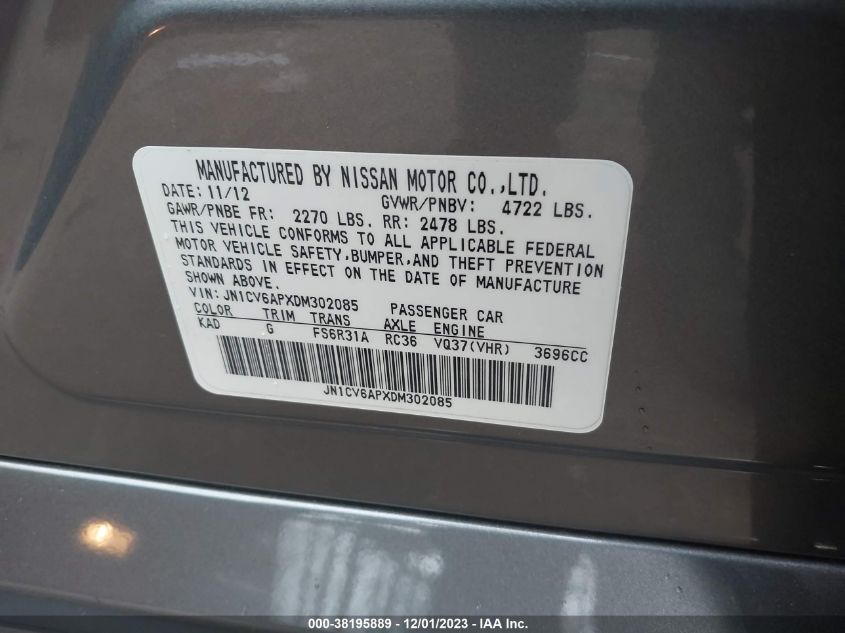 MANUFACTURED BY NISSAN MOTOR CO.,LTD.
DATE: 11/12 GVWR/PNBV: 4722 LBS.
GAWR/PNBE FR: 2270 LBS. RR: 2478 LBS.
THIS VEHICLE CONFORMS TO ALL APPLICABLE FEDERAL
MOTOR VEHICLE SAFETY,BUMPER,AND THEFT PREVENTION
STANDARDS IN EFFECT ON THE DATE OF MANUFACTURE
SHOWN ABOVE.
VIN: JN1CV6APXDM302085 PASSENGER CAR
COLOR TRIM TRANS AXLE ENGINE
KAD G FS6R31A RC36 VQ37(VHR) 3696CC
JN1CV6APXDM302085
000-38195889 - 12/01/2023 - IAA Inc.